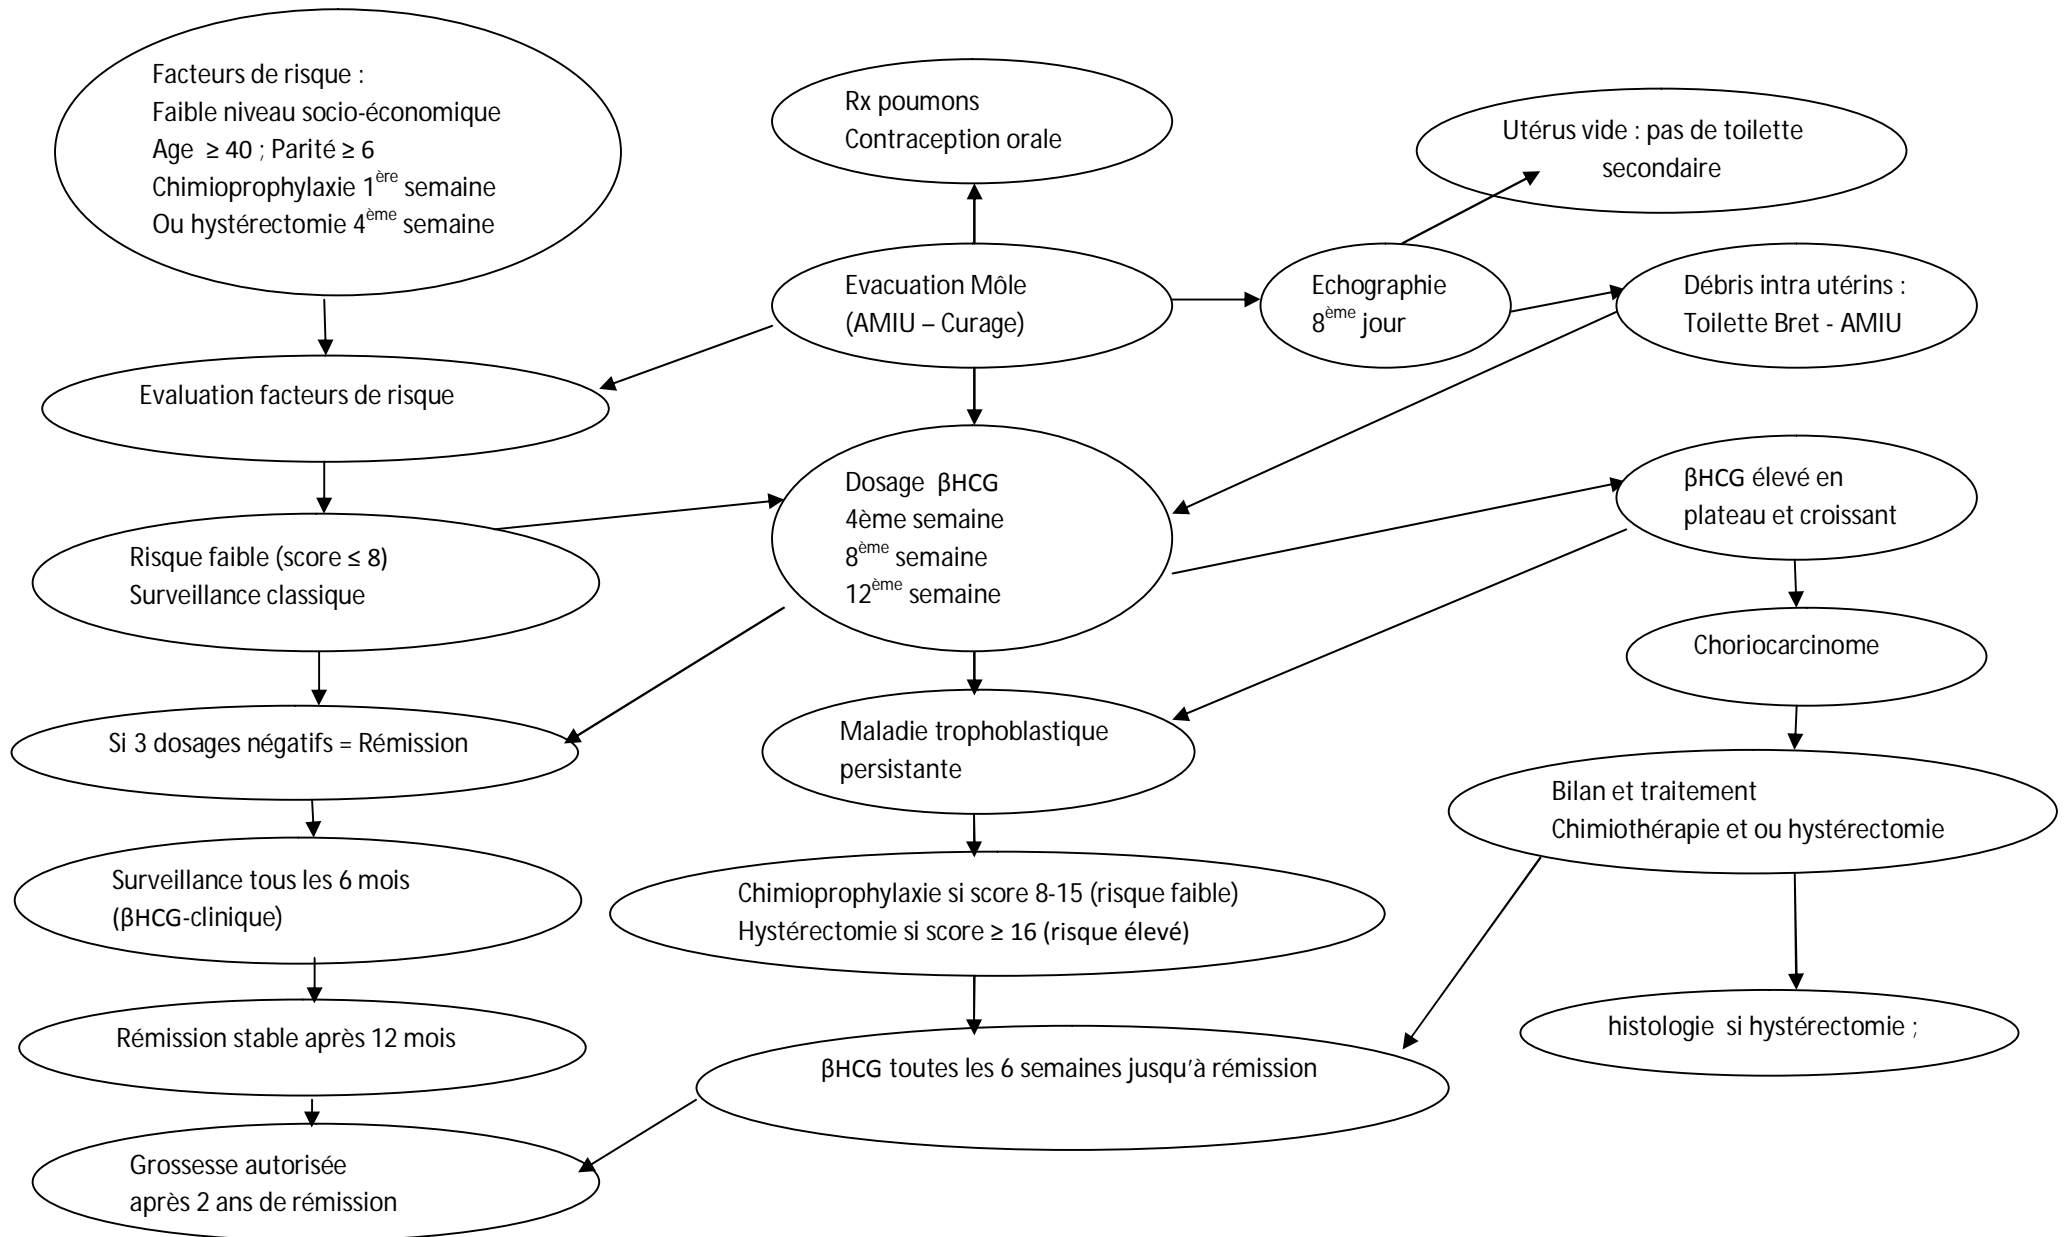 Facteurs de risque :
Faible niveau socio-économique
Age ≥ 40 ; Parité ≥ 6
Chimioprophylaxie 1ère semaine
Ou hystérectomie 4ème semaine
Rx poumons
Contraception orale
Utérus vide : pas de toilette
secondaire
Evacuation Môle
(AMIU – Curage)
Echographie
8ème jour
Débris intra utérins :
Toilette Bret - AMIU
Evaluation facteurs de risque
Dosage βHCG
4ème semaine
8ème semaine
12ème semaine
βHCG élevé en
plateau et croissant
Risque faible (score ≤ 8)
Surveillance classique
Choriocarcinome
Si 3 dosages négatifs = Rémission
Maladie trophoblastique
persistante
Bilan et traitement
Chimiothérapie et ou hystérectomie
Surveillance tous les 6 mois
(βHCG-clinique)
Chimioprophylaxie si score 8-15 (risque faible)
Hystérectomie si score ≥ 16 (risque élevé)
Rémission stable après 12 mois
histologie si hystérectomie ;
βHCG toutes les 6 semaines jusqu’à rémission
Grossesse autorisée
après 2 ans de rémission